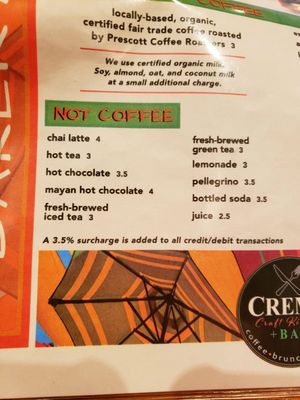 COFFEE
locally-based, organic,
certified fair trade coffee roasted
by Prescott Coffee Roasters 3
We use certified organic milk.
Soy, almond, oat, and coconut milk
at a small additional charge.
NOT COFFEE
chai latte 4
hot tea 3
hot chocolate 3.5
mayan hot chocolate 4
fresh-brewed
iced tea 3
fresh-brewed
green tea 3
lemonade 3
pellegrino 3.5
bottled soda 3.5
juice 2.5
A 3.5% surcharge is added to all credit/debit transactions
CREM
Craft
+BA
coffee+brunc